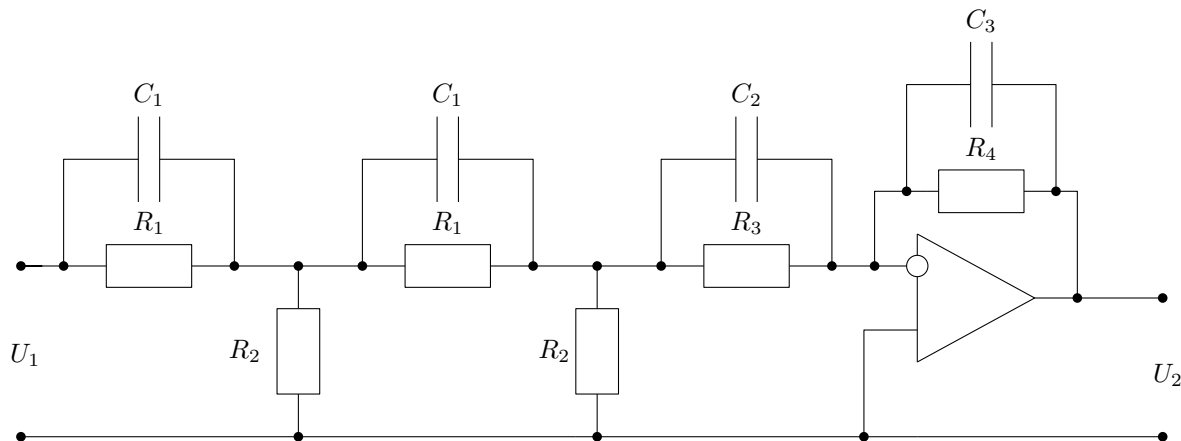 C₃
C₁
C₁
C₂
R₄
R₁
R₁
R₃
U₁
R₂
R₂
U₂